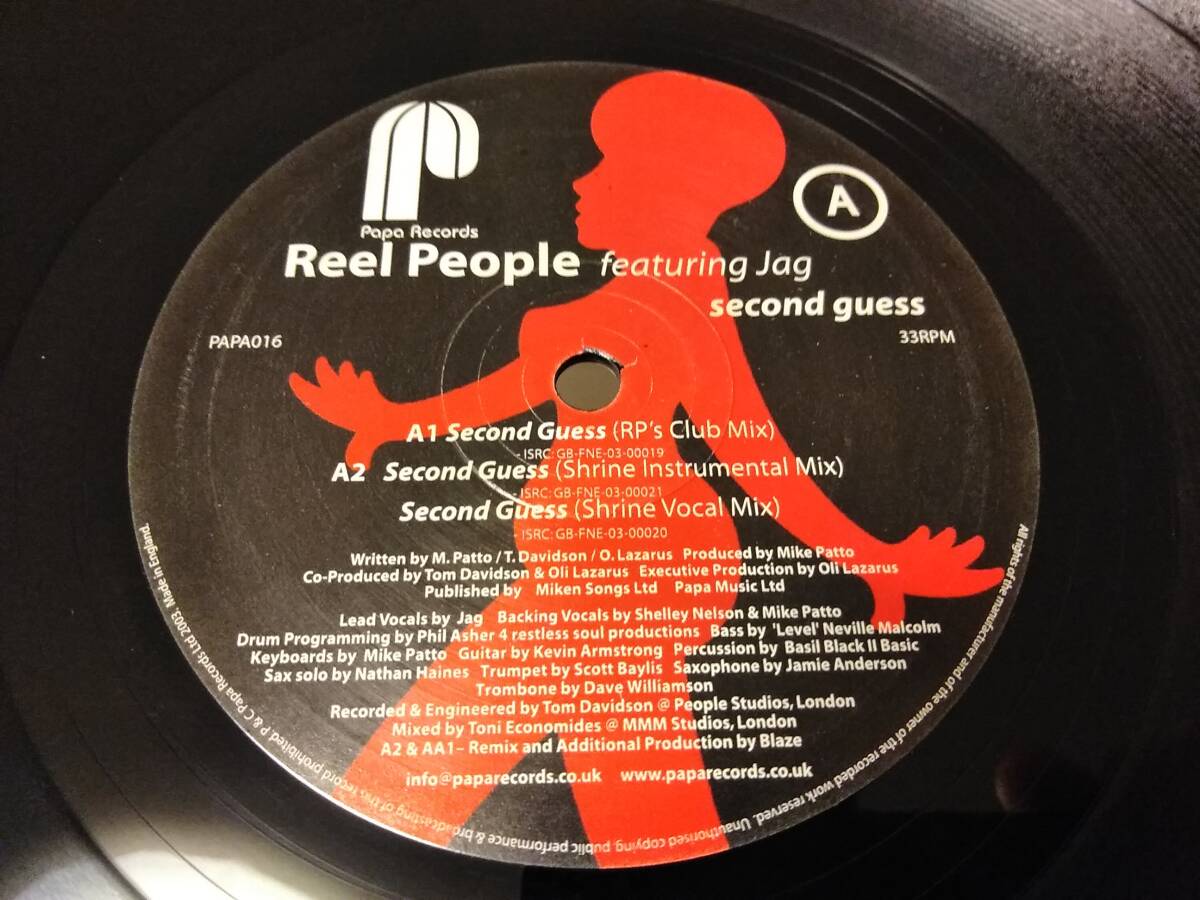 Papa Records
A
Reel People featuring Jag
second guess
PAPA016
33RPM
A1 Second Guess (RP's Club Mix)
- ISRC: GB-FNE-03-00019
A2 Second Guess (Shrine Instrumental Mix)
- ISRC: GB-FNE-03-00021
Second Guess (Shrine Vocal Mix)
- ISRC: GB-FNE-03-00020
Written by M. Patto / T. Davidson / O. Lazarus Produced by Mike Patto
Co-Produced by Tom Davidson & Oli Lazarus Executive Production by Oli Lazarus
Published by Miken Songs Ltd Papa Music Ltd
Lead Vocals by Jag Backing Vocals by Shelley Nelson & Mike Patto
Drum Programming by Phil Asher 4 restless soul productions Bass by 'Level' Neville Malcolm
Keyboards by Mike Patto Guitar by Kevin Armstrong Percussion by Basil Black II Basic
Sax solo by Nathan Haines Trumpet by Scott Baylis Saxophone by Jamie Anderson
Trombone by Dave Williamson
Recorded & Engineered by Tom Davidson @ People Studios, London
Mixed by Toni Economides @ MMM Studios, London
A2 & AA1 – Remix and Additional Production by Blaze
info@paparecords.co.uk www.paparecords.co.uk
All rights of the manufacturer and of the owner of the recorded work reserved. Unauthorised copying, public performance & broadcasting of this record prohibited. P & C Papa Records Ltd 2003. Made in England.